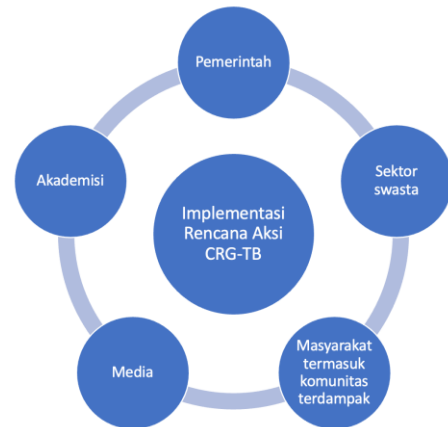 Pemerintah
Sektor
swasta
Masyarakat
termasuk
komunitas
terdampak
Media
Akademisi
Implementasi
Rencana Aksi
CRG-TB